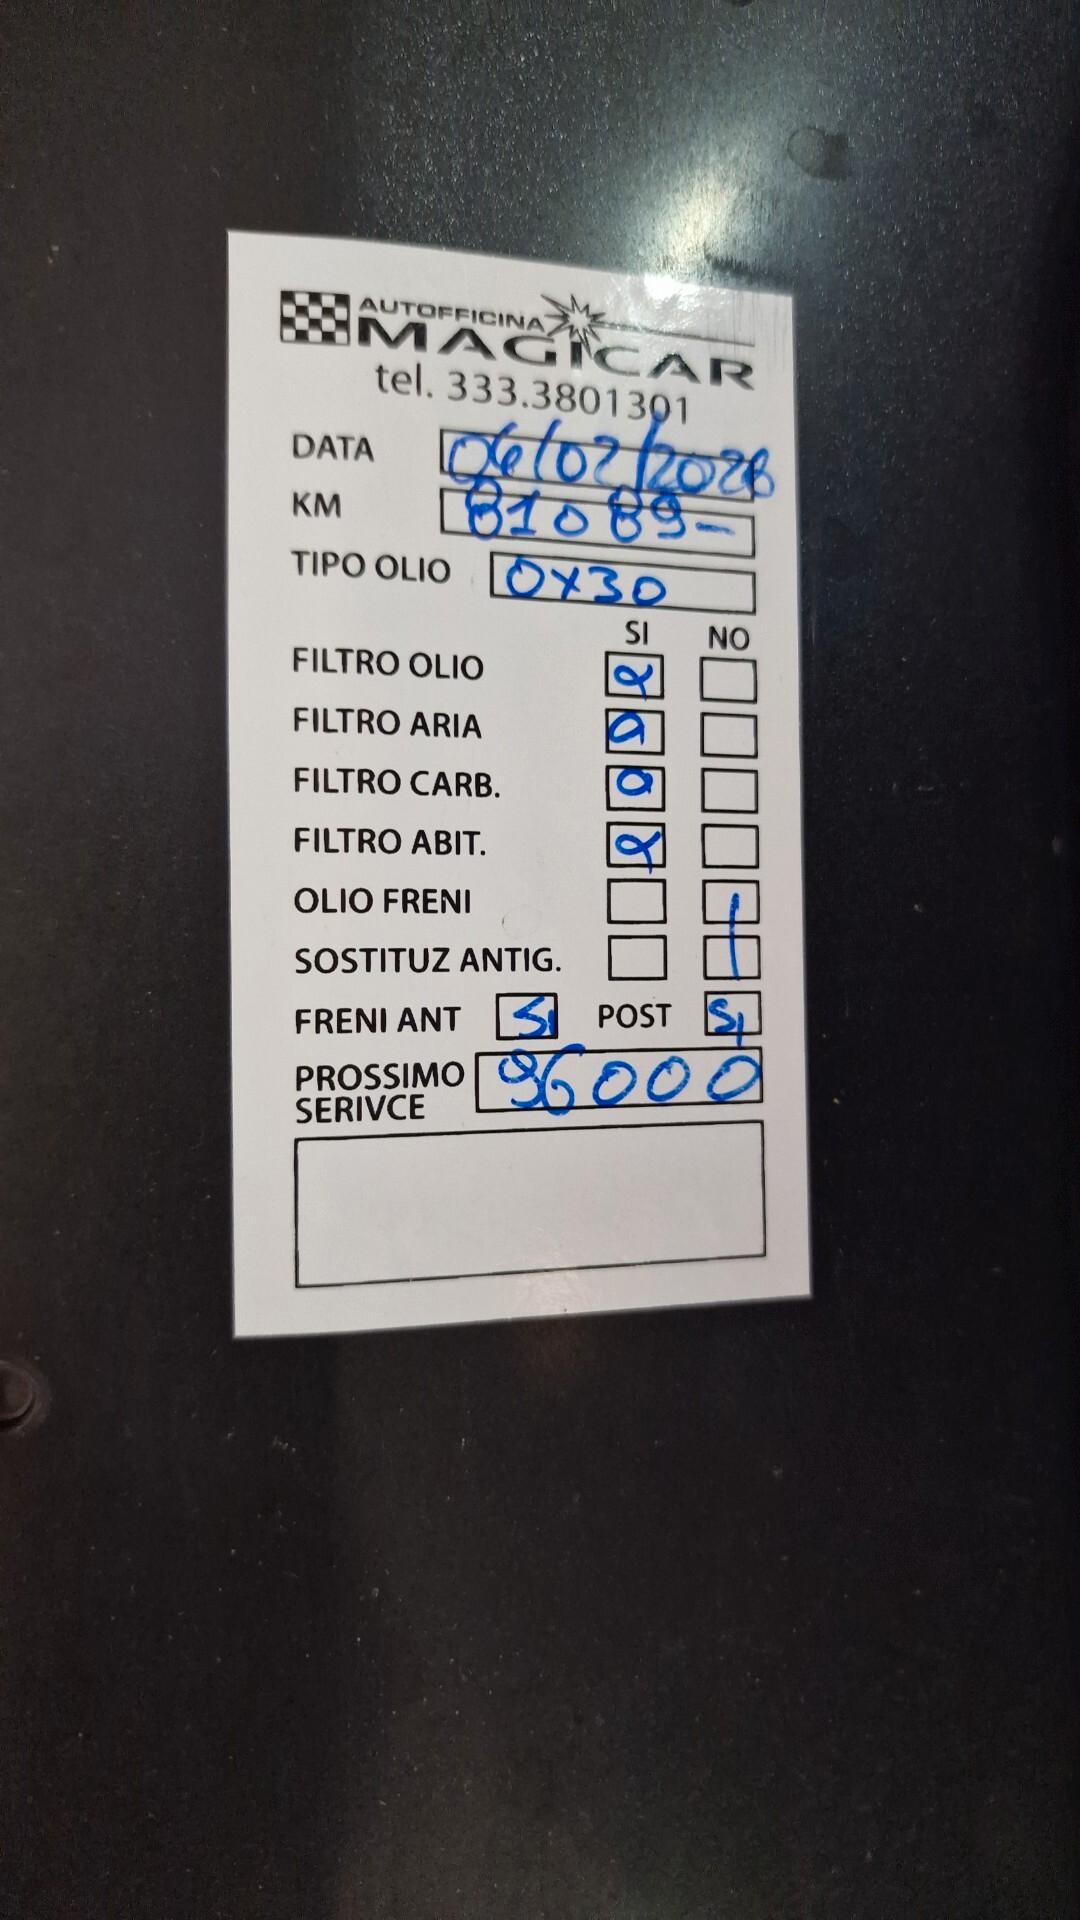 AUTOFFICINA
MAGICAR
tel. 333.3801301
DATA 06/02/2026
KM 81089-
TIPO OLIO 0x30
SI NO
FILTRO OLIO
FILTRO ARIA
FILTRO CARB.
FILTRO ABIT.
OLIO FRENI
SOSTITUZ ANTIG.
FRENI ANT Si POST Si
PROSSIMO SERIVCE 96000